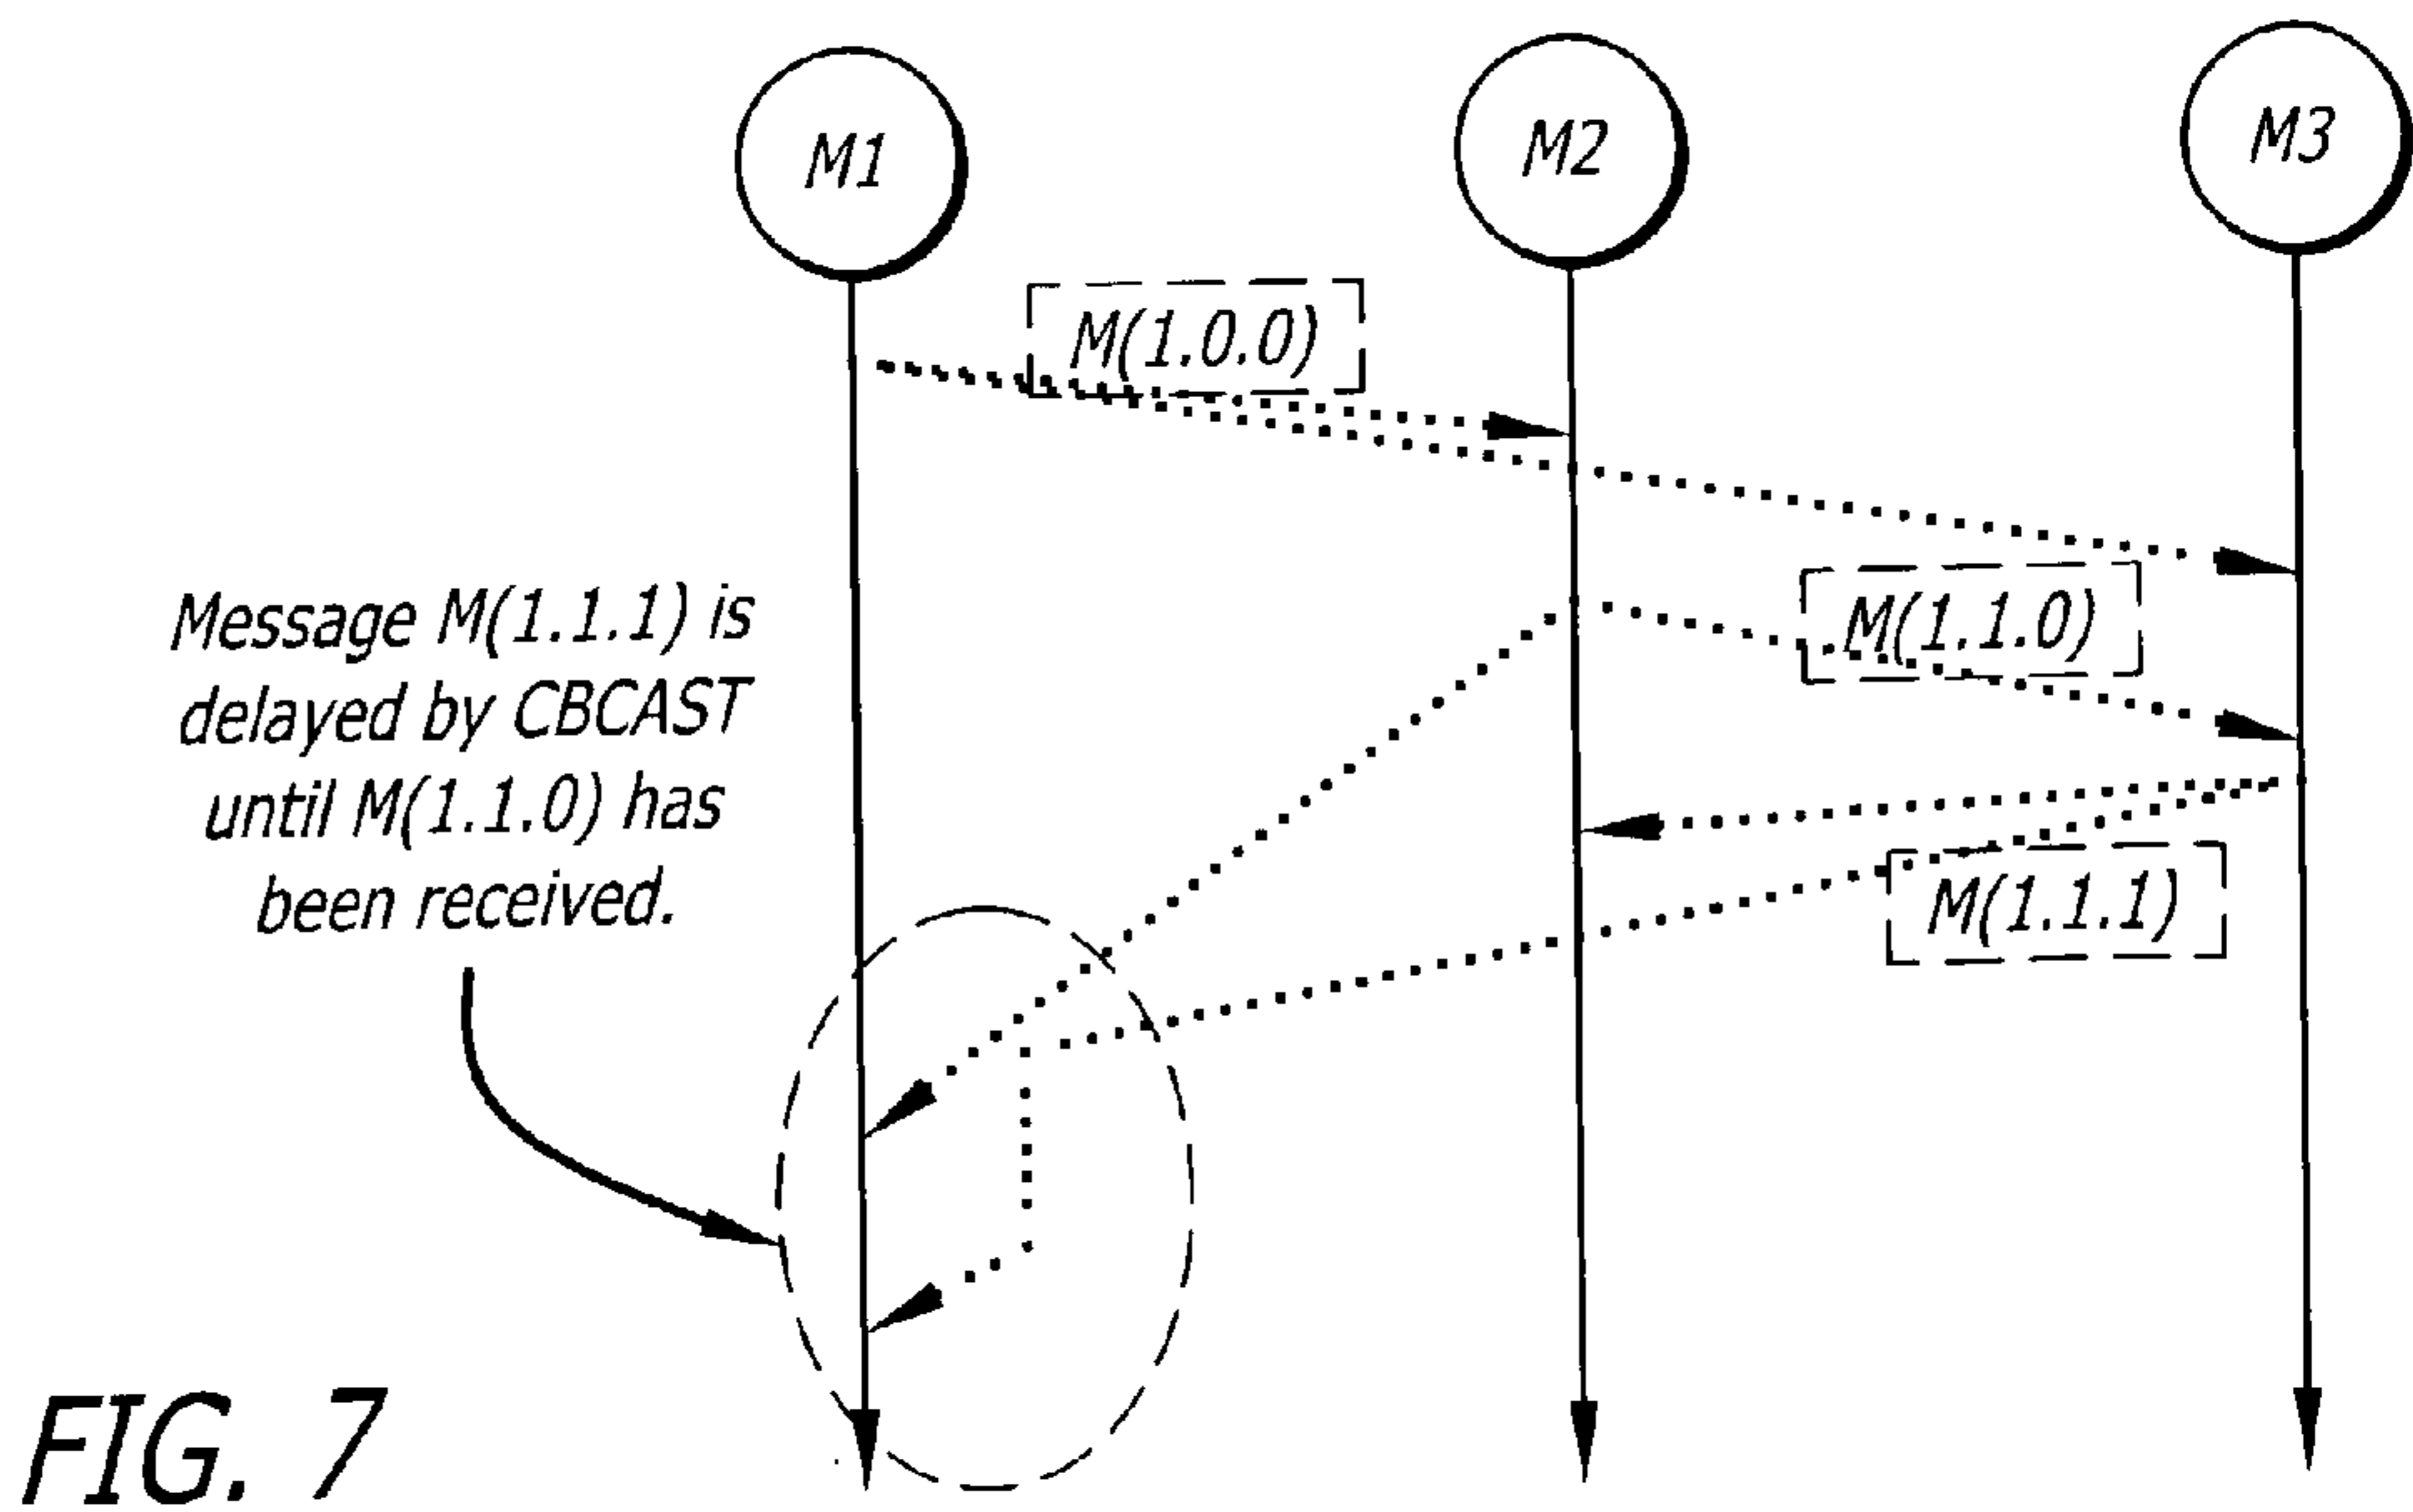 M1
M2
M3
M(1.0.0)
M(1.1.0)
Message M(1.1.1) is
delayed by CBCAST
until M(1.1.0) has
been received.
M(1.1.1)
FIG. 7